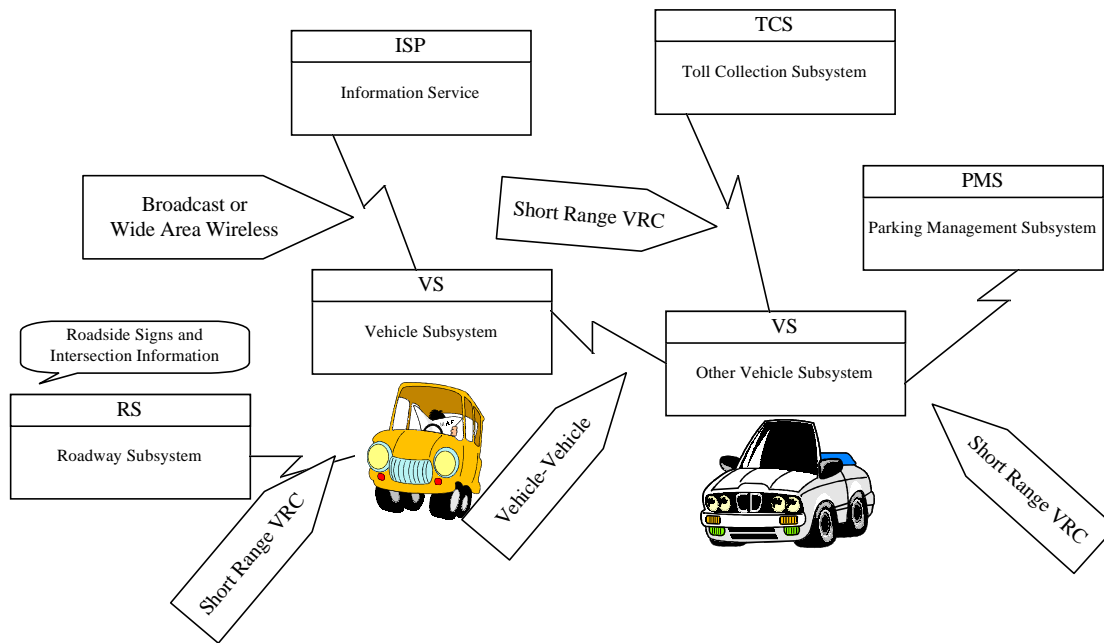 ISP
Information Service
TCS
Toll Collection Subsystem
Broadcast or
Wide Area Wireless
Short Range VRC
PMS
Parking Management Subsystem
VS
Vehicle Subsystem
VS
Other Vehicle Subsystem
Roadside Signs and
Intersection Information
RS
Roadway Subsystem
Short Range VRC
Vehicle-Vehicle
Short Range VRC